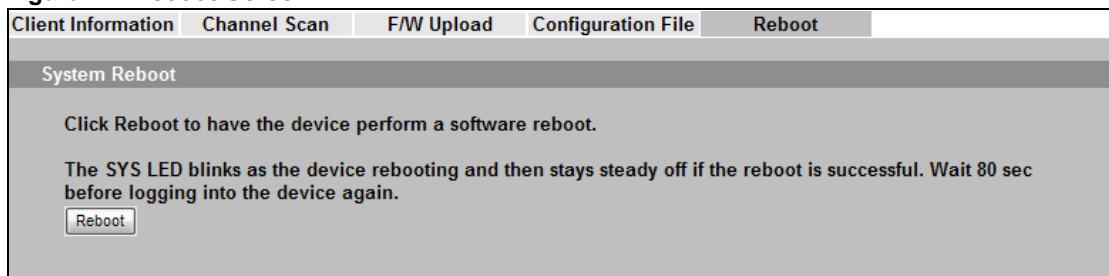 Client Information Channel Scan F/W Upload Configuration File Reboot
System Reboot
Click Reboot to have the device perform a software reboot.
The SYS LED blinks as the device rebooting and then stays steady off if the reboot is successful. Wait 80 sec
before logging into the device again.
Reboot